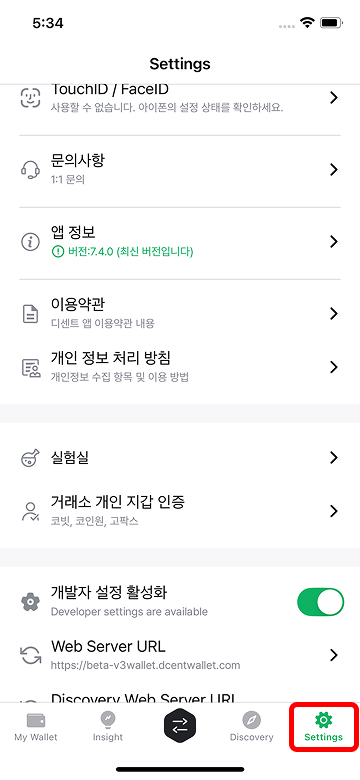 5:34
Settings
TouchID / FaceID
사용할 수 없습니다. 아이폰의 설정 상태를 확인하세요.
문의사항
1:1 문의
앱 정보
버전:7.4.0 (최신 버전입니다)
이용약관
디센트 앱 이용약관 내용
개인 정보 처리 방침
개인정보 수집 항목 및 이용 방법
실험실
거래소 개인 지갑 인증
코빗, 코인원, 고팍스
개발자 설정 활성화
Developer settings are available
Web Server URL
https://beta-v3wallet.dcentwallet.com
Discovery Web Server URL
My Wallet
Insight
Discovery
Settings